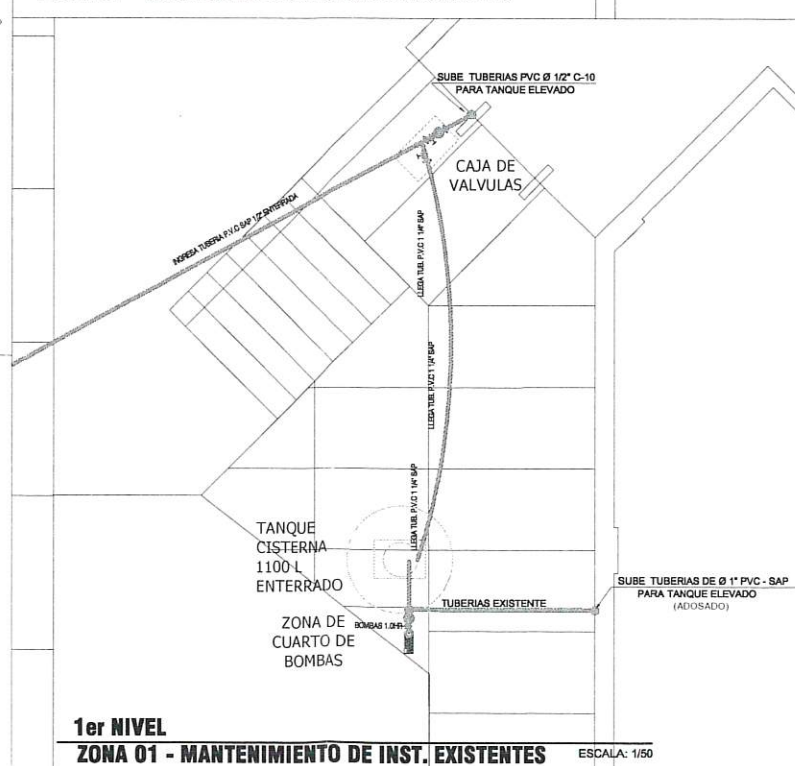 SUBE TUBERIAS PVC Ø 1/2" C-10
PARA TANQUE ELEVADO
CAJA DE
VALVULAS
INGRESA TUBERIA P.V.C SAP 1/2" ENTERRADA
LLEGA TUB. P.V.C 1 1/4" SAP
LLEGA TUB. P.V.C 1 1/4" SAP
LLEGA TUB. P.V.C 1 1/4" SAP
TANQUE
CISTERNA
1100 L
ENTERRADO
SUBE TUBERIAS DE Ø 1" PVC - SAP
PARA TANQUE ELEVADO
(ADOSADO)
TUBERIAS EXISTENTE
ZONA DE
CUARTO DE
BOMBAS
BOMBAS 1.0HP
1er NIVEL
ZONA 01 - MANTENIMIENTO DE INST. EXISTENTES
ESCALA: 1/50